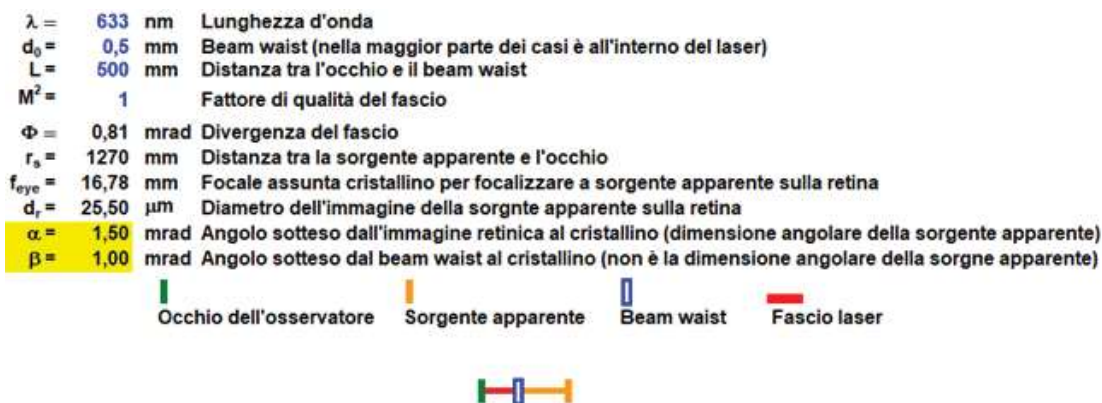 λ = 633 nm Lunghezza d'onda
d₀ = 0,5 mm Beam waist (nella maggior parte dei casi è all'interno del laser)
L = 500 mm Distanza tra l'occhio e il beam waist
M² = 1 Fattore di qualità del fascio
Φ = 0,81 mrad Divergenza del fascio
rₛ = 1270 mm Distanza tra la sorgente apparente e l'occhio
f_eye = 16,78 mm Focale assunta cristallino per focalizzare a sorgente apparente sulla retina
dᵣ = 25,50 μm Diametro dell'immagine della sorgnte apparente sulla retina
α = 1,50 mrad Angolo sotteso dall'immagine retinica al cristallino (dimensione angolare della sorgente apparente)
β = 1,00 mrad Angolo sotteso dal beam waist al cristallino (non è la dimensione angolare della sorgne apparente)
Occhio dell'osservatore Sorgente apparente Beam waist Fascio laser